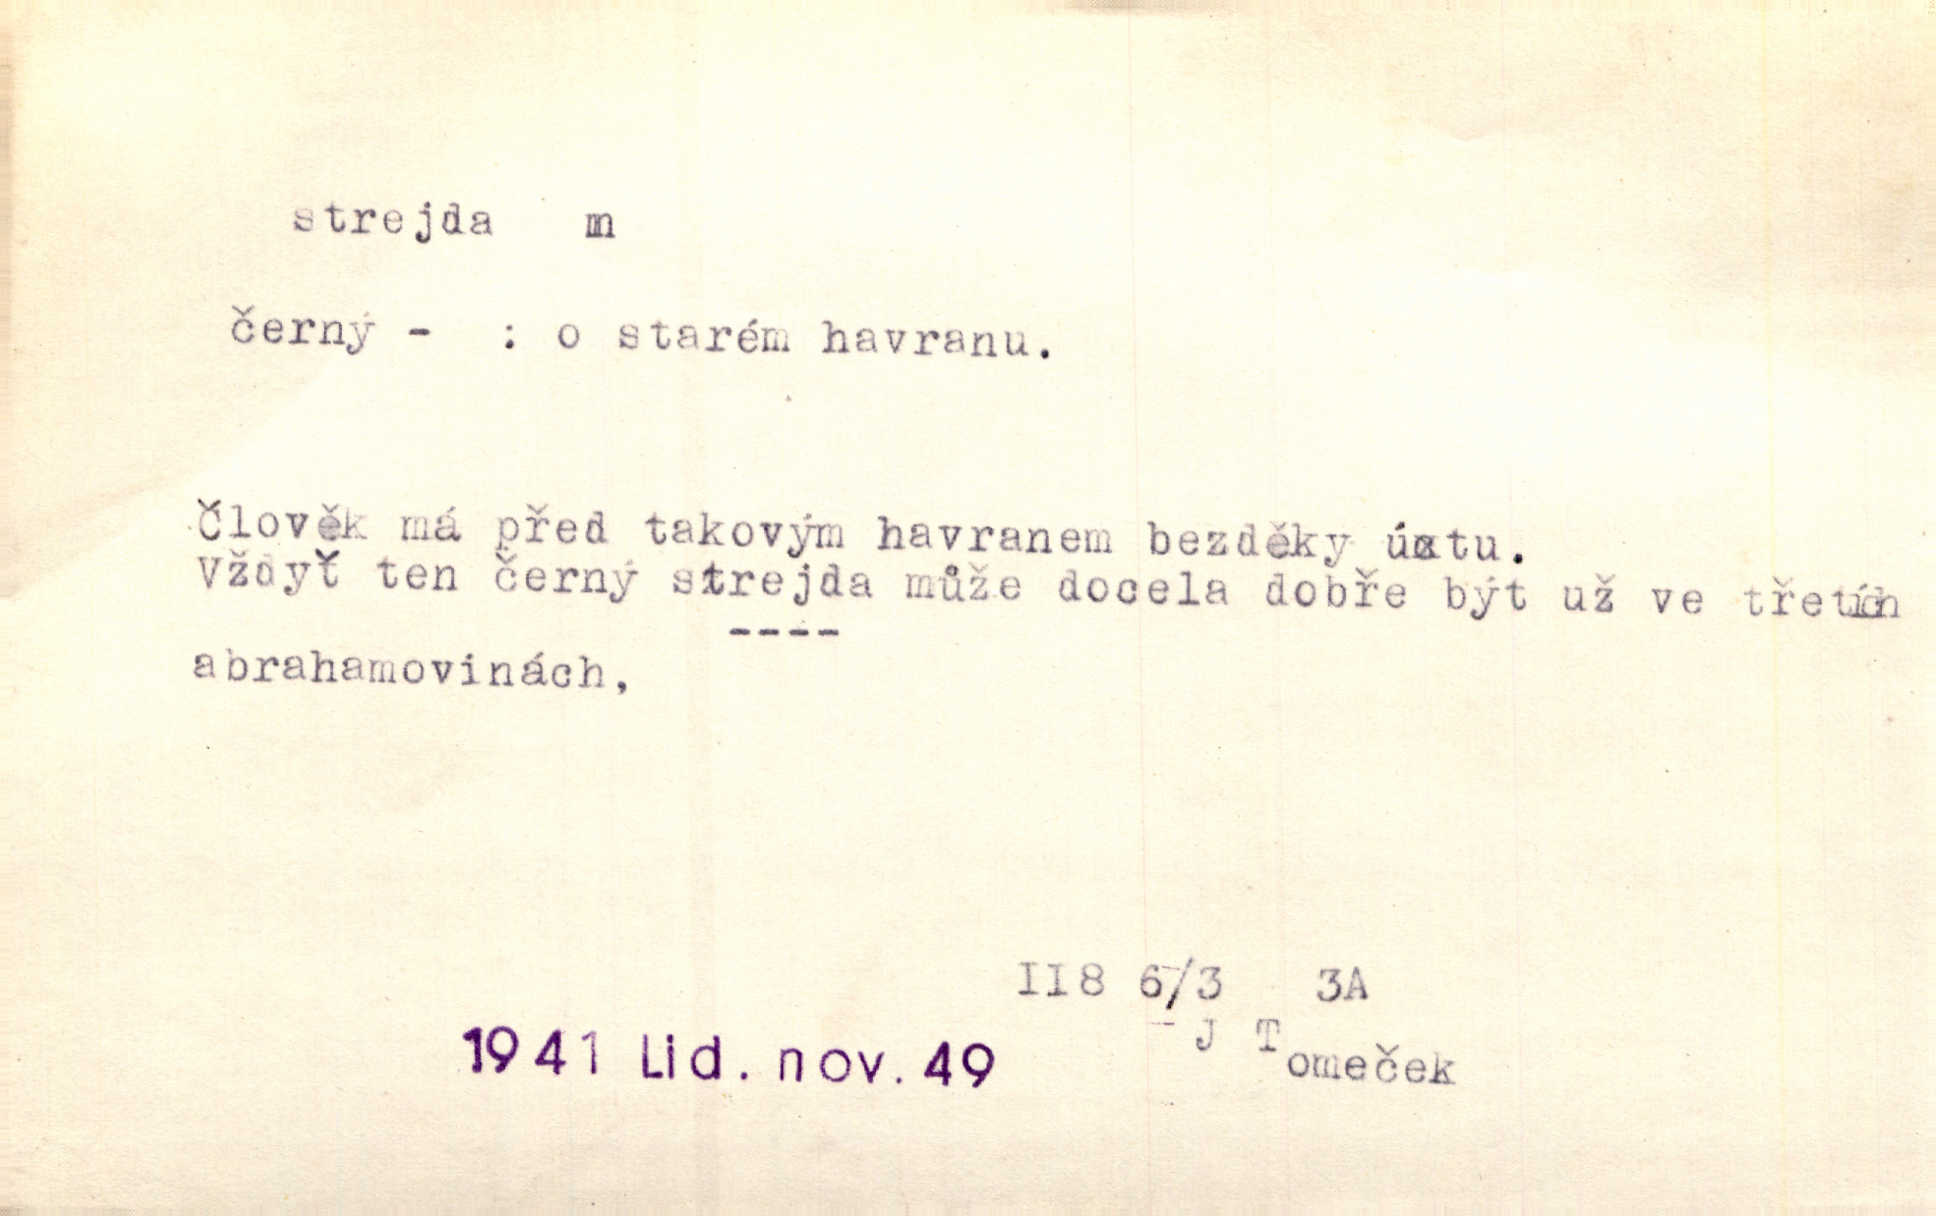 strejda m
černý - : o starém havranu.
Člověk má před takovým havranem bezděky úctu.
Vždyť ten černý strejda může docela dobře být už ve třetích
----
abrahamovinách,
II8 6/3 3A
J Tomeček
1941 Lid. nov. 49